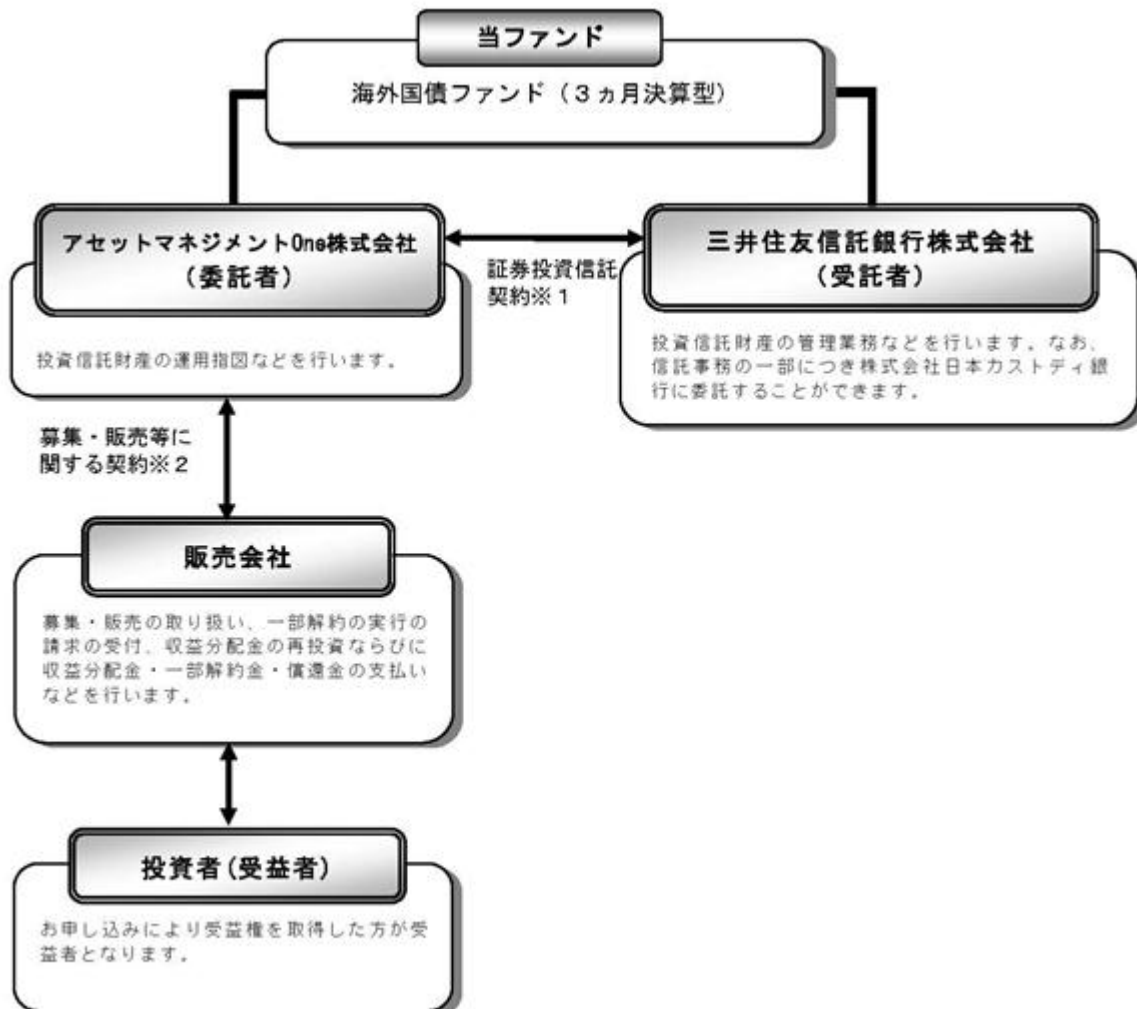 当ファンド
海外国債ファンド（３ヵ月決算型）
アセットマネジメントOne株式会社
（委託者）
投資信託財産の運用指図などを行います。
証券投資信託
契約※１
三井住友信託銀行株式会社
（受託者）
投資信託財産の管理業務などを行います。なお、
信託事務の一部につき株式会社日本カストディ銀
行に委託することができます。
募集・販売等に
関する契約※２
販売会社
募集・販売の取り扱い、一部解約の実行の
請求の受付、収益分配金の再投資ならびに
収益分配金・一部解約金・償還金の支払い
などを行います。
投資者(受益者)
お申し込みにより受益権を取得した方が受
益者となります。